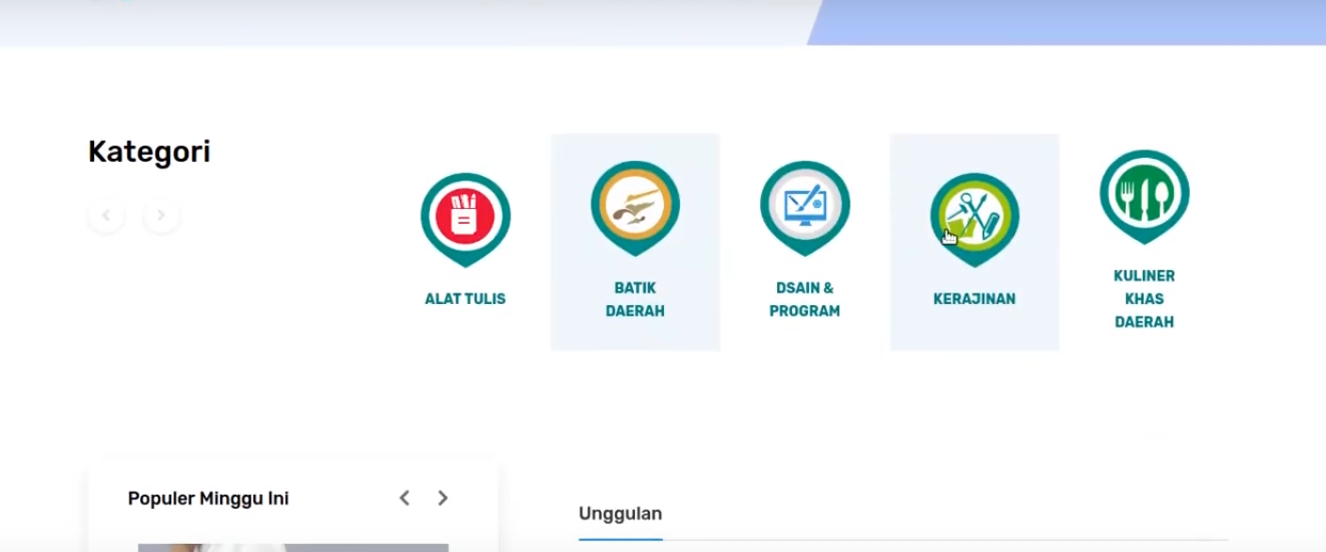 Kategori
ALAT TULIS
BATIK
DAERAH
DSAIN &
PROGRAM
KERAJINAN
KULINER
KHAS
DAERAH
Populer Minggu Ini
Unggulan